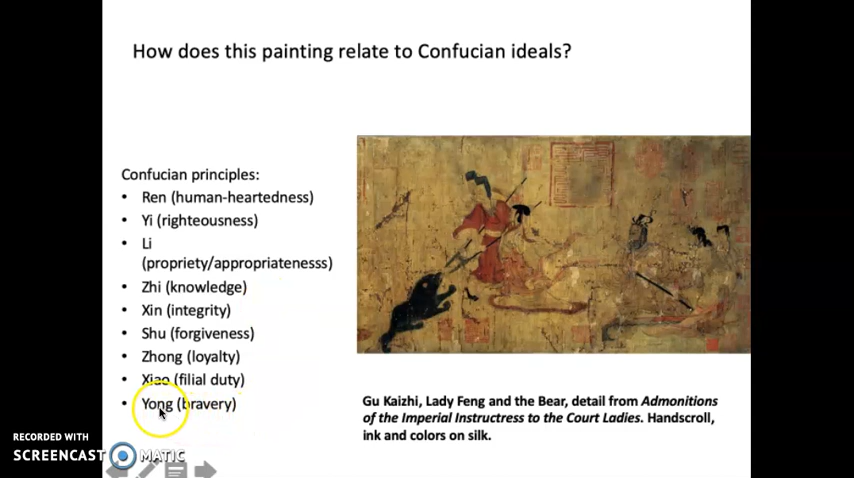 How does this painting relate to Confucian ideals?
Confucian principles:
• Ren (human-heartedness)
• Yi (righteousness)
• Li
(propriety/appropriatenesss)
• Zhi (knowledge)
• Xin (integrity)
• Shu (forgiveness)
• Zhong (loyalty)
• Xiao (filial duty)
• Yong (bravery)
Gu Kaizhi, Lady Feng and the Bear, detail from Admonitions
of the Imperial Instructress to the Court Ladies. Handscroll,
ink and colors on silk.
RECORDED WITH
SCREENCAST MATIC